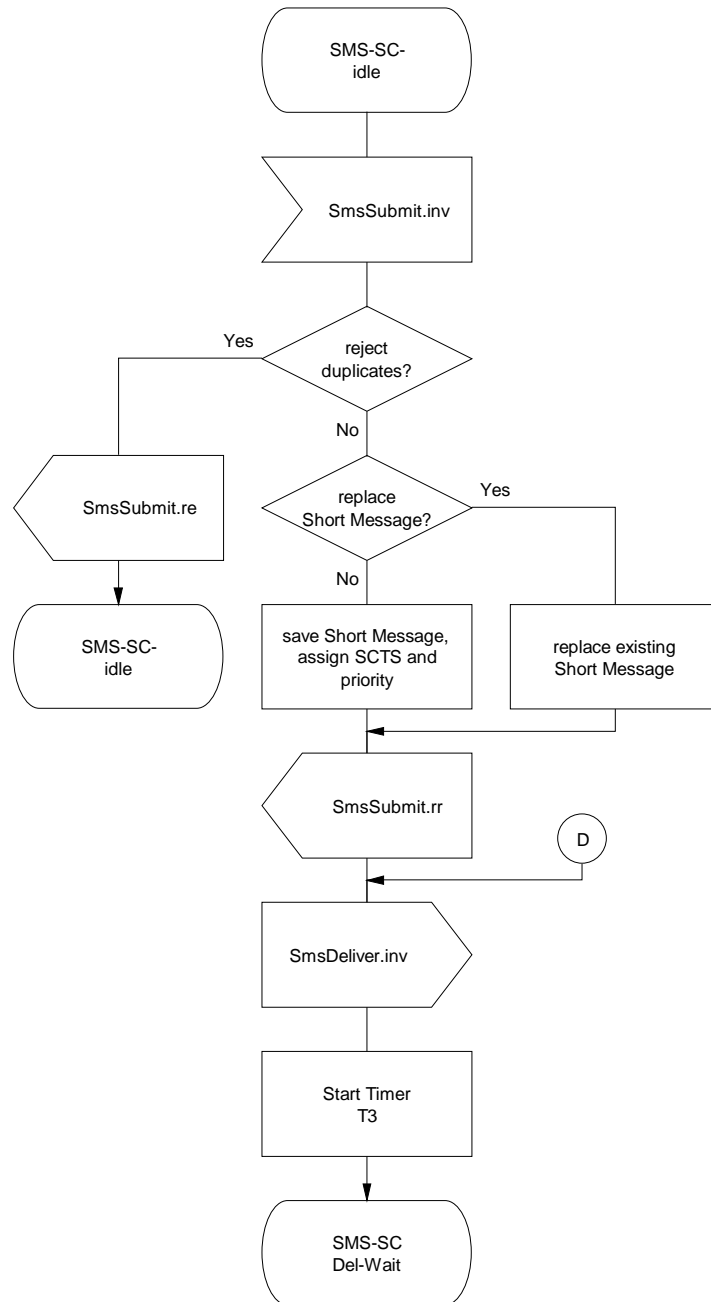 SMS-SC-
idle
SmsSubmit.inv
Yes
reject
duplicates?
No
SmsSubmit.re
replace
Short Message?
Yes
No
SMS-SC-
idle
save Short Message,
assign SCTS and
priority
replace existing
Short Message
SmsSubmit.rr
D
SmsDeliver.inv
Start Timer
T3
SMS-SC
Del-Wait